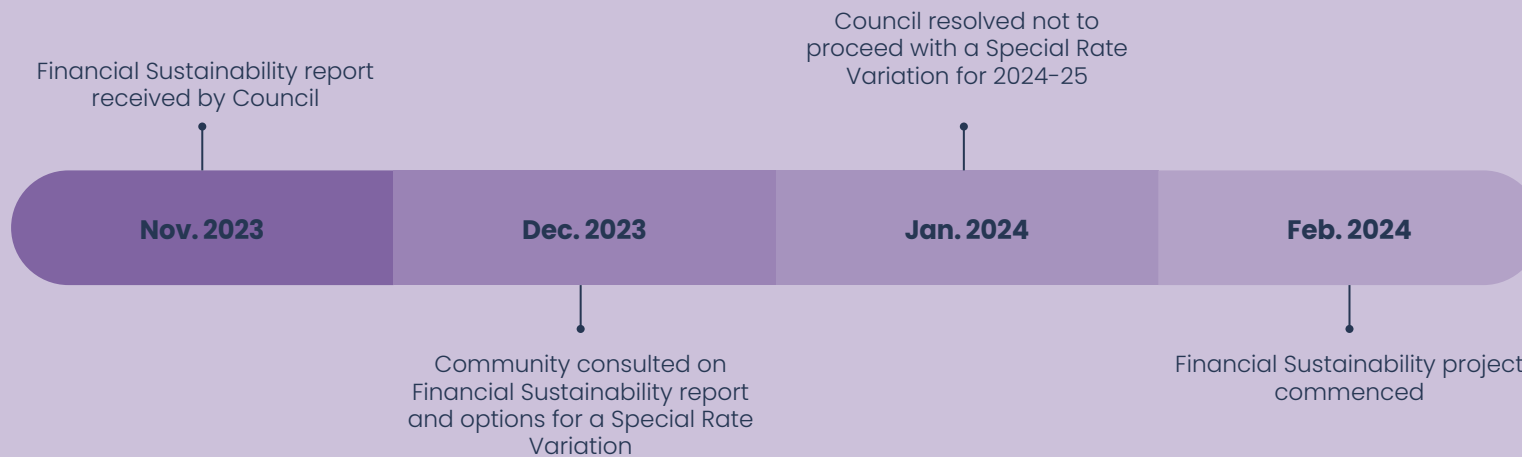 Financial Sustainability report
received by Council
Council resolved not to
proceed with a Special Rate
Variation for 2024-25
Nov. 2023
Dec. 2023
Jan. 2024
Feb. 2024
Community consulted on
Financial Sustainability report
and options for a Special Rate
Variation
Financial Sustainability project
commenced